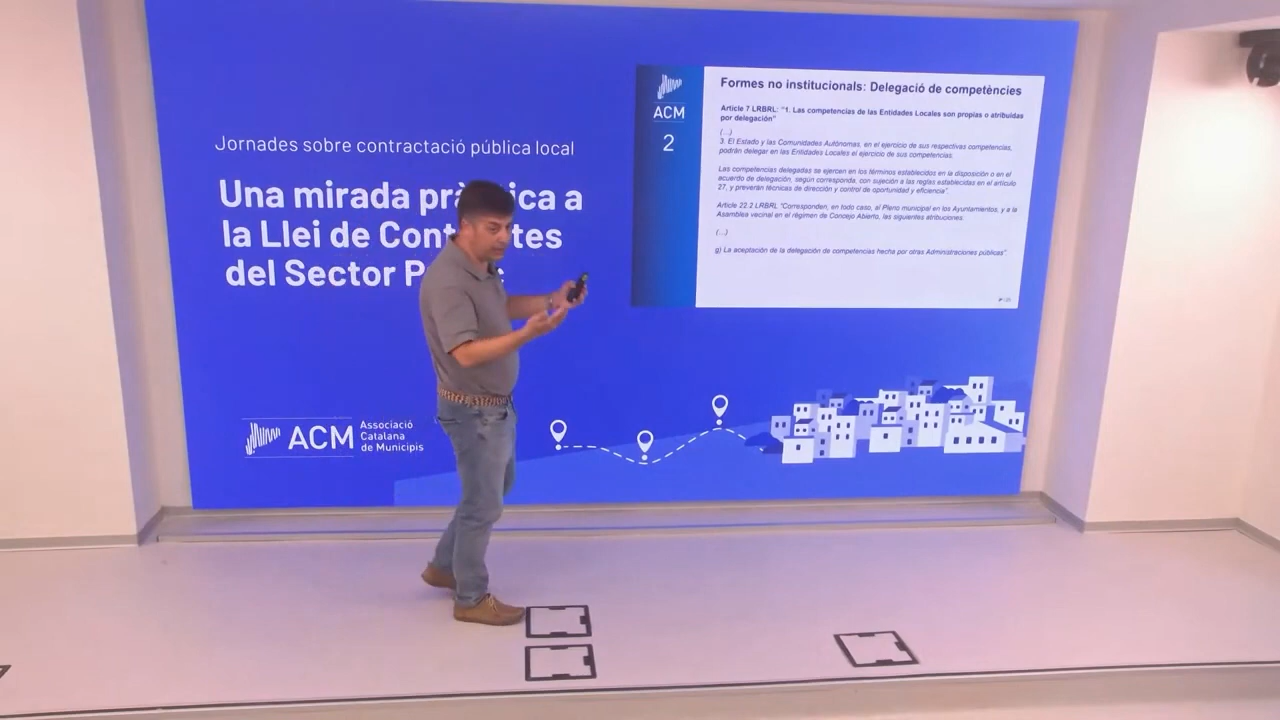 Jornades sobre contractació pública local
Una mirada pràctica a
la Llei de Cont tes
del Sector P
ACM
Associació
Catalana
de Municipis
ACM
2
Formes no institucionals: Delegació de competències
Article 7 LRBRL: "1. Las competencias de las Entidades Locales son propias o atribuidas
por delegación"
(...)
3. El Estado y las Comunidades Autónomas, en el ejercicio de sus respectivas competencias,
podrán delegar en las Entidades Locales el ejercicio de sus competencias.
Las competencias delegadas se ejercen en los términos establecidos en la disposición o en el
acuerdo de delegación, según corresponda, con sujeción a las reglas establecidas en el artículo
27, y preverán técnicas de dirección y control de oportunidad y eficiencia".
Article 22.2 LRBRL "Corresponden, en todo caso, al Pleno municipal en los Ayuntamientos, y a la
Asamblea vecinal en el régimen de Concejo Abierto, las siguientes atribuciones:
(...)
g) La aceptación de la delegación de competencias hecha por otras Administraciones públicas".